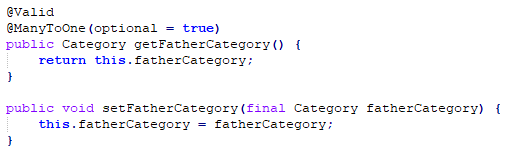 @Valid
@ManyToOne(optional = true)
public Category getFatherCategory() {
    return this.fatherCategory;
}

public void setFatherCategory(final Category fatherCategory) {
    this.fatherCategory = fatherCategory;
}